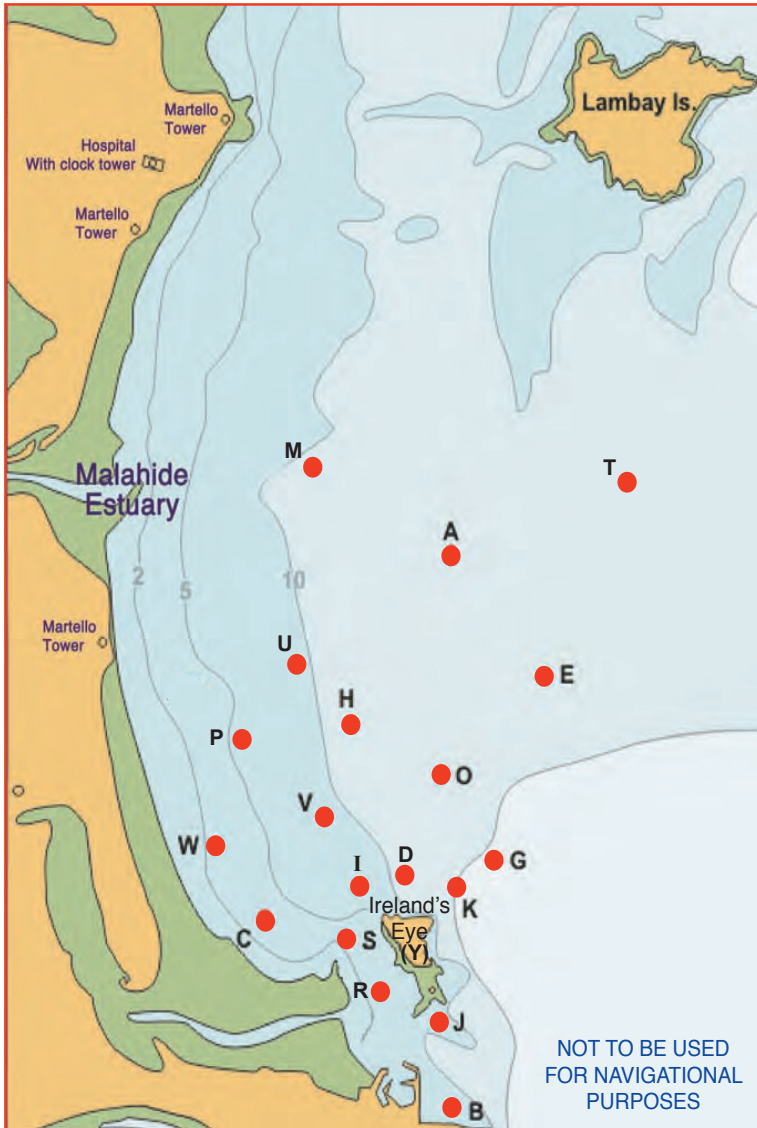 Lambay Is.
Martello
Tower
Hospital
With clock tower
Martello
Tower
M
T
Malahide
Estuary
A
2
5
10
Martello
Tower
U
E
H
P
O
V
W
D
G
I
K
Ireland's
Eye
(Y)
C
S
R
J
B
NOT TO BE USED
FOR NAVIGATIONAL
PURPOSES